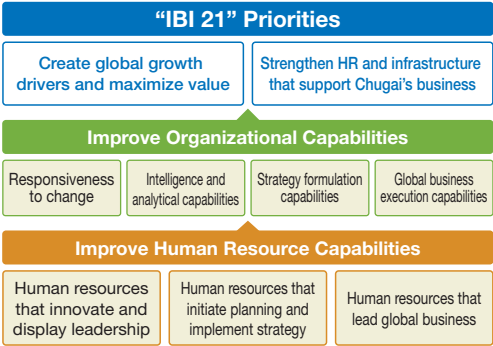 “IBI 21” Priorities
Create global growth
drivers and maximize value
Strengthen HR and infrastructure
that support Chugai’s business
Improve Organizational Capabilities
Responsiveness
to change
Intelligence and
analytical capabilities
Strategy formulation
capabilities
Global business
execution capabilities
Improve Human Resource Capabilities
Human resources
that innovate and
display leadership
Human resources that
initiate planning and
implement strategy
Human resources that
lead global business